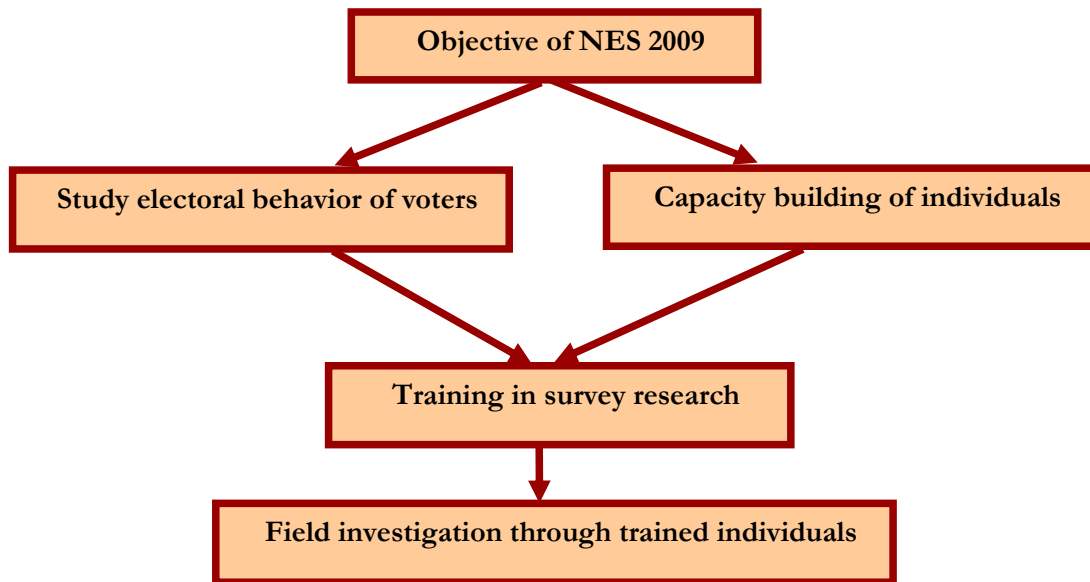 Objective of NES 2009
Study electoral behavior of voters
Capacity building of individuals
Training in survey research
Field investigation through trained individuals